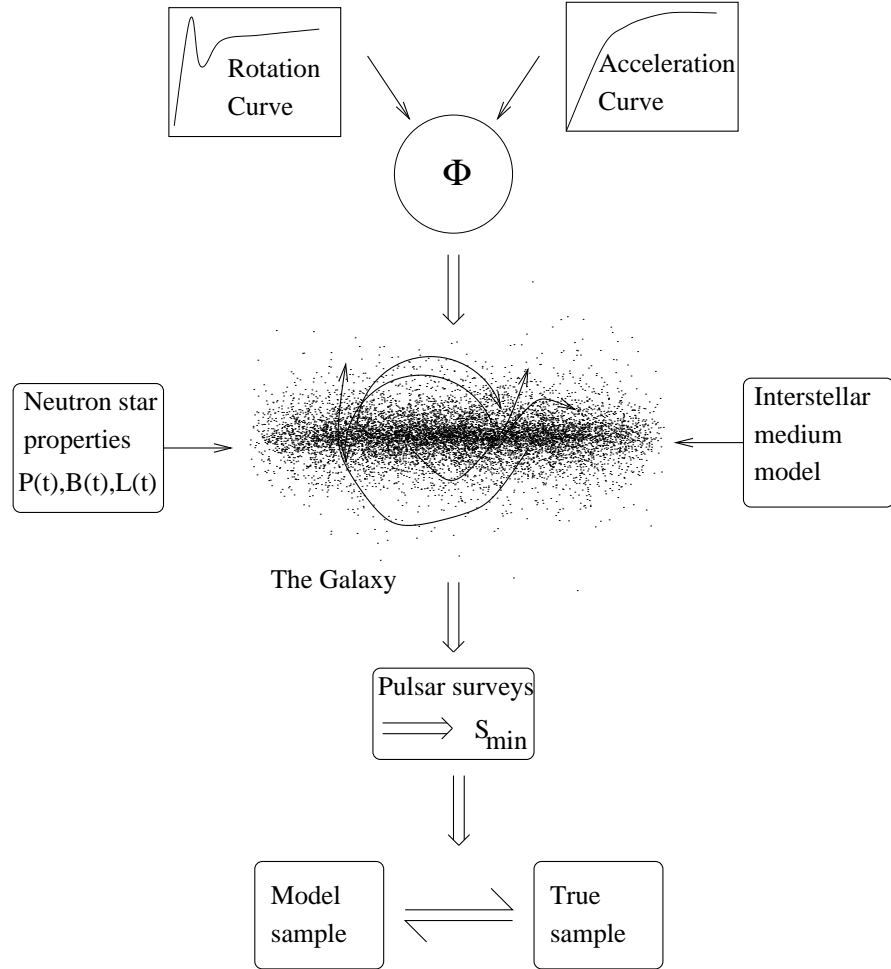 Rotation
Curve
Acceleration
Curve
Φ
Neutron star
properties
P(t),B(t),L(t)
Interstellar
medium
model
The Galaxy
Pulsar surveys
S_min
Model
sample
True
sample